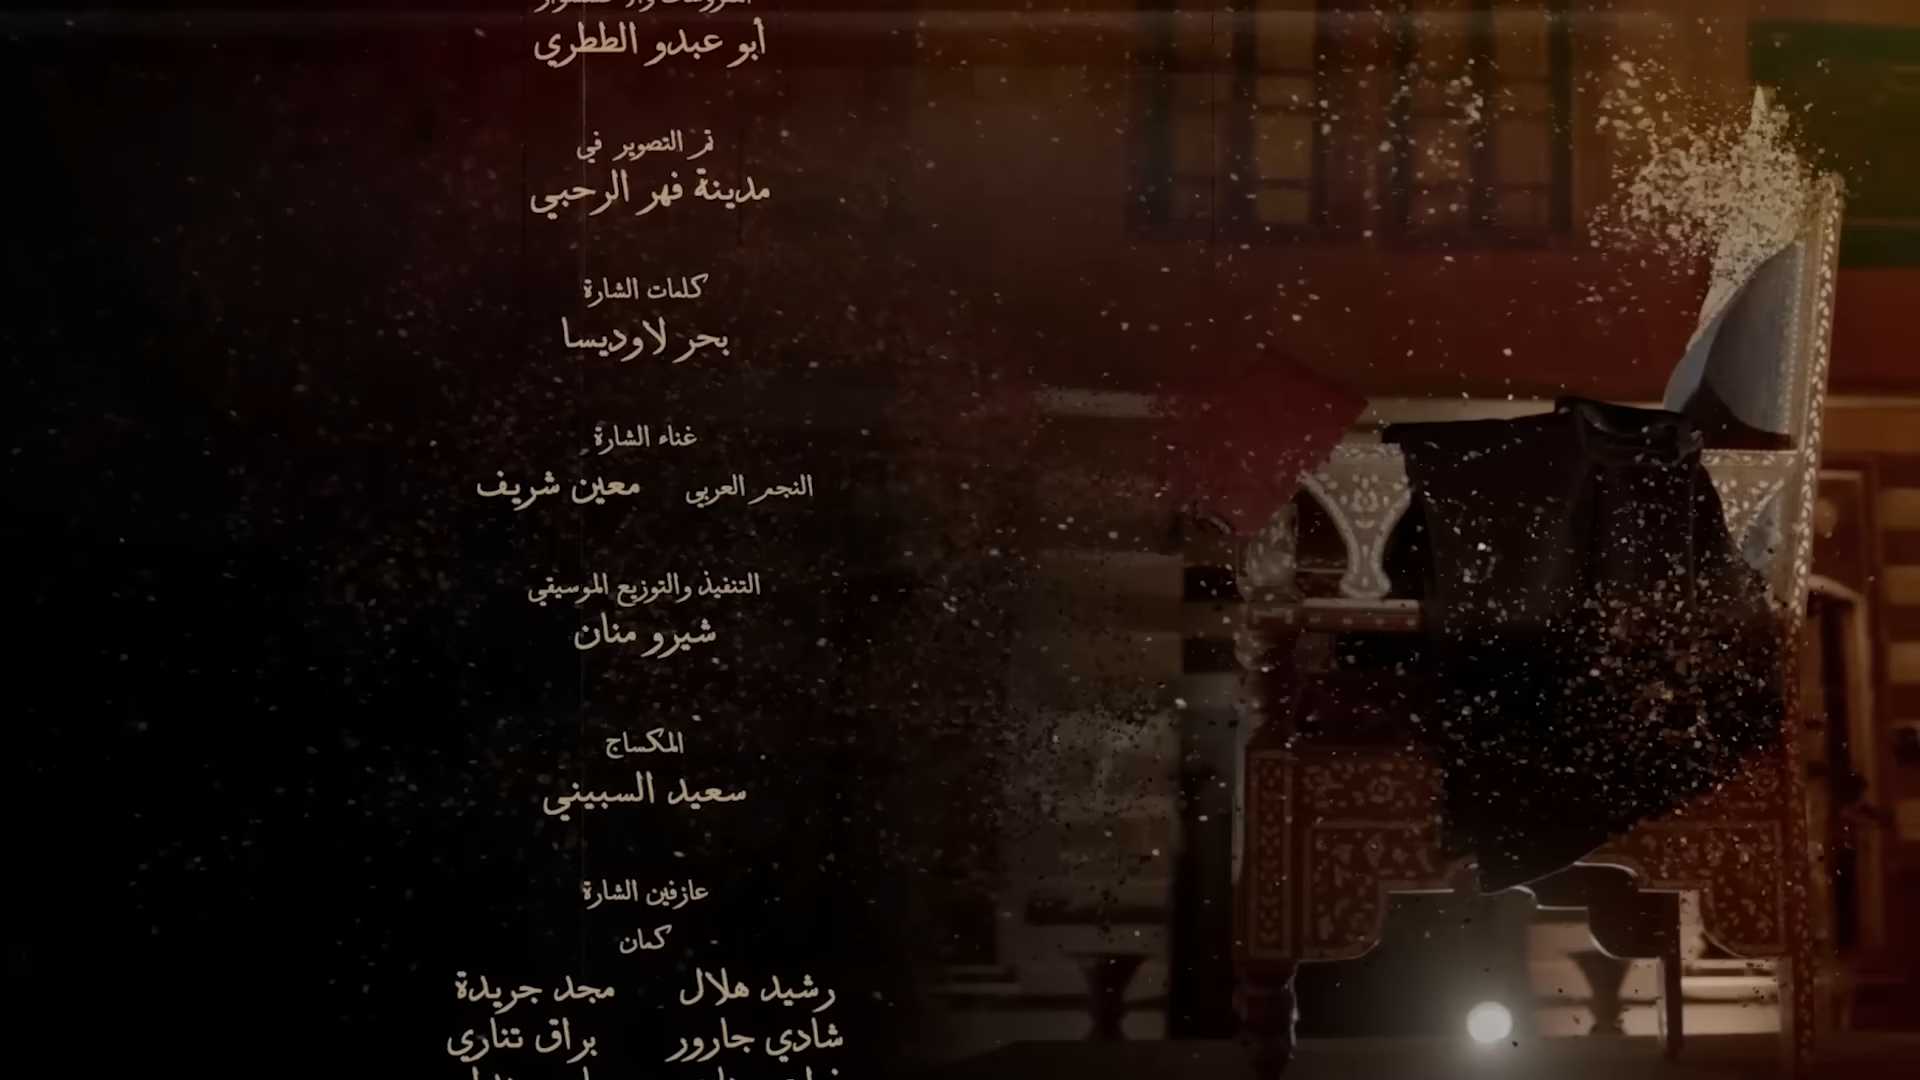 أبو عبدو الططري
تم التصوير في
مدينة فهر الرحبي
كلمات الشارة
بحر لاوديسا
غناء الشارة
النجم العربي معين شريف
التنفيذ والتوزيع الموسيقي
شيرو منان
المكساج
سعيد السبيني
عازفين الشارة
كمان
رشيد هلال مجد جريدة
شادي جارور براق تناري